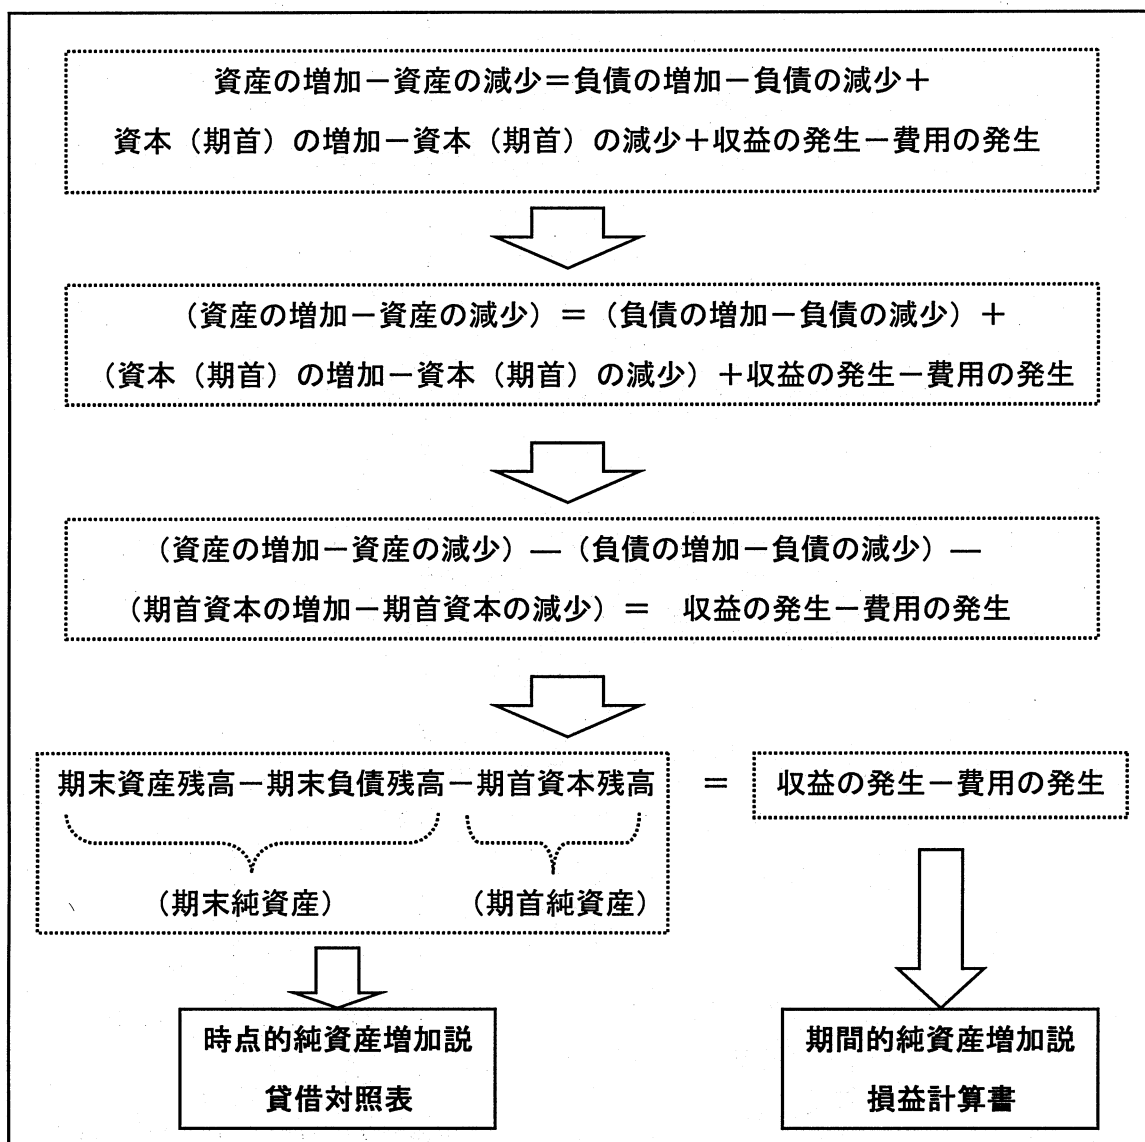 資産の増加－資産の減少＝負債の増加－負債の減少＋
資本（期首）の増加－資本（期首）の減少＋収益の発生－費用の発生
（資産の増加－資産の減少）＝（負債の増加－負債の減少）＋
（資本（期首）の増加－資本（期首）の減少）＋収益の発生－費用の発生
（資産の増加－資産の減少）―（負債の増加－負債の減少）―
（期首資本の増加－期首資本の減少）＝　収益の発生－費用の発生
期末資産残高－期末負債残高－期首資本残高　＝　収益の発生－費用の発生
（期末純資産）　（期首純資産）
時点的純資産増加説
貸借対照表
期間的純資産増加説
損益計算書